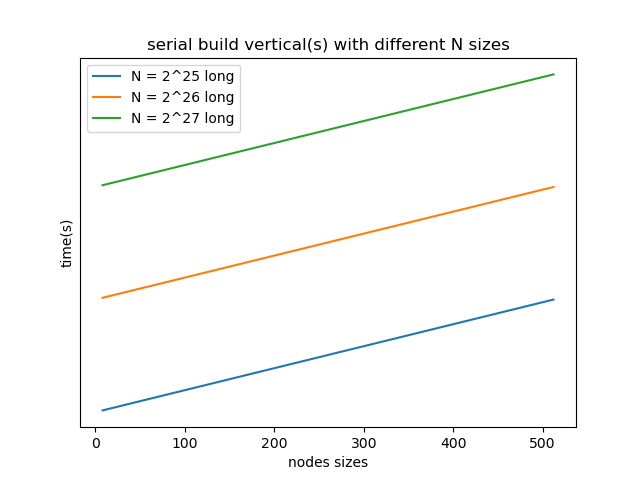 serial build vertical(s) with different N sizes
N = 2^25 long
N = 2^26 long
N = 2^27 long
time(s)
0 100 200 300 400 500
nodes sizes